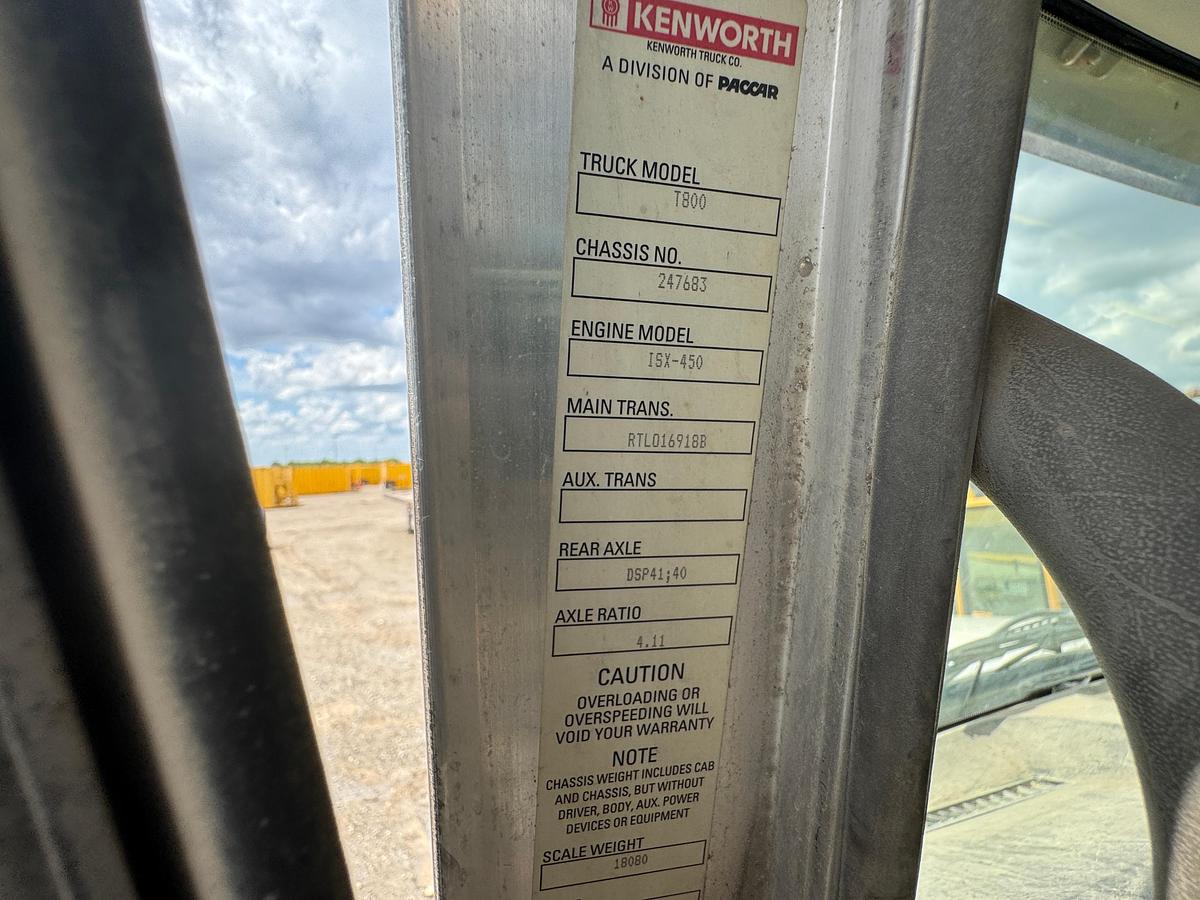 KENWORTH
KENWORTH TRUCK CO.
A DIVISION OF PACCAR
TRUCK MODEL
T800
CHASSIS NO.
247683
ENGINE MODEL
ISX-450
MAIN TRANS.
RTLO16918B
AUX. TRANS
REAR AXLE
DSP41;40
AXLE RATIO
4.11
CAUTION
OVERLOADING OR
OVERSPEEDING WILL
VOID YOUR WARRANTY
NOTE
CHASSIS WEIGHT INCLUDES CAB
AND CHASSIS, BUT WITHOUT
DRIVER, BODY, AUX. POWER
DEVICES OR EQUIPMENT
SCALE WEIGHT
18080